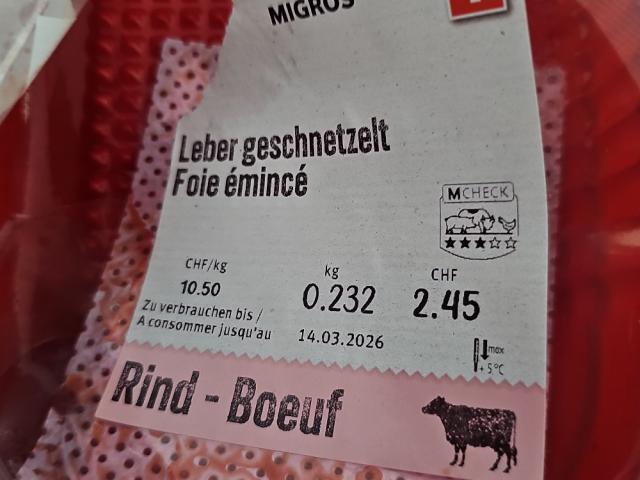 MIGROS
Leber geschnetzelt
Foie émincé
MCHECK
CHF/kg kg CHF
10.50 0.232 2.45
Zu verbrauchen bis /
A consommer jusqu'au 14.03.2026
max
+5°C
Rind - Boeuf